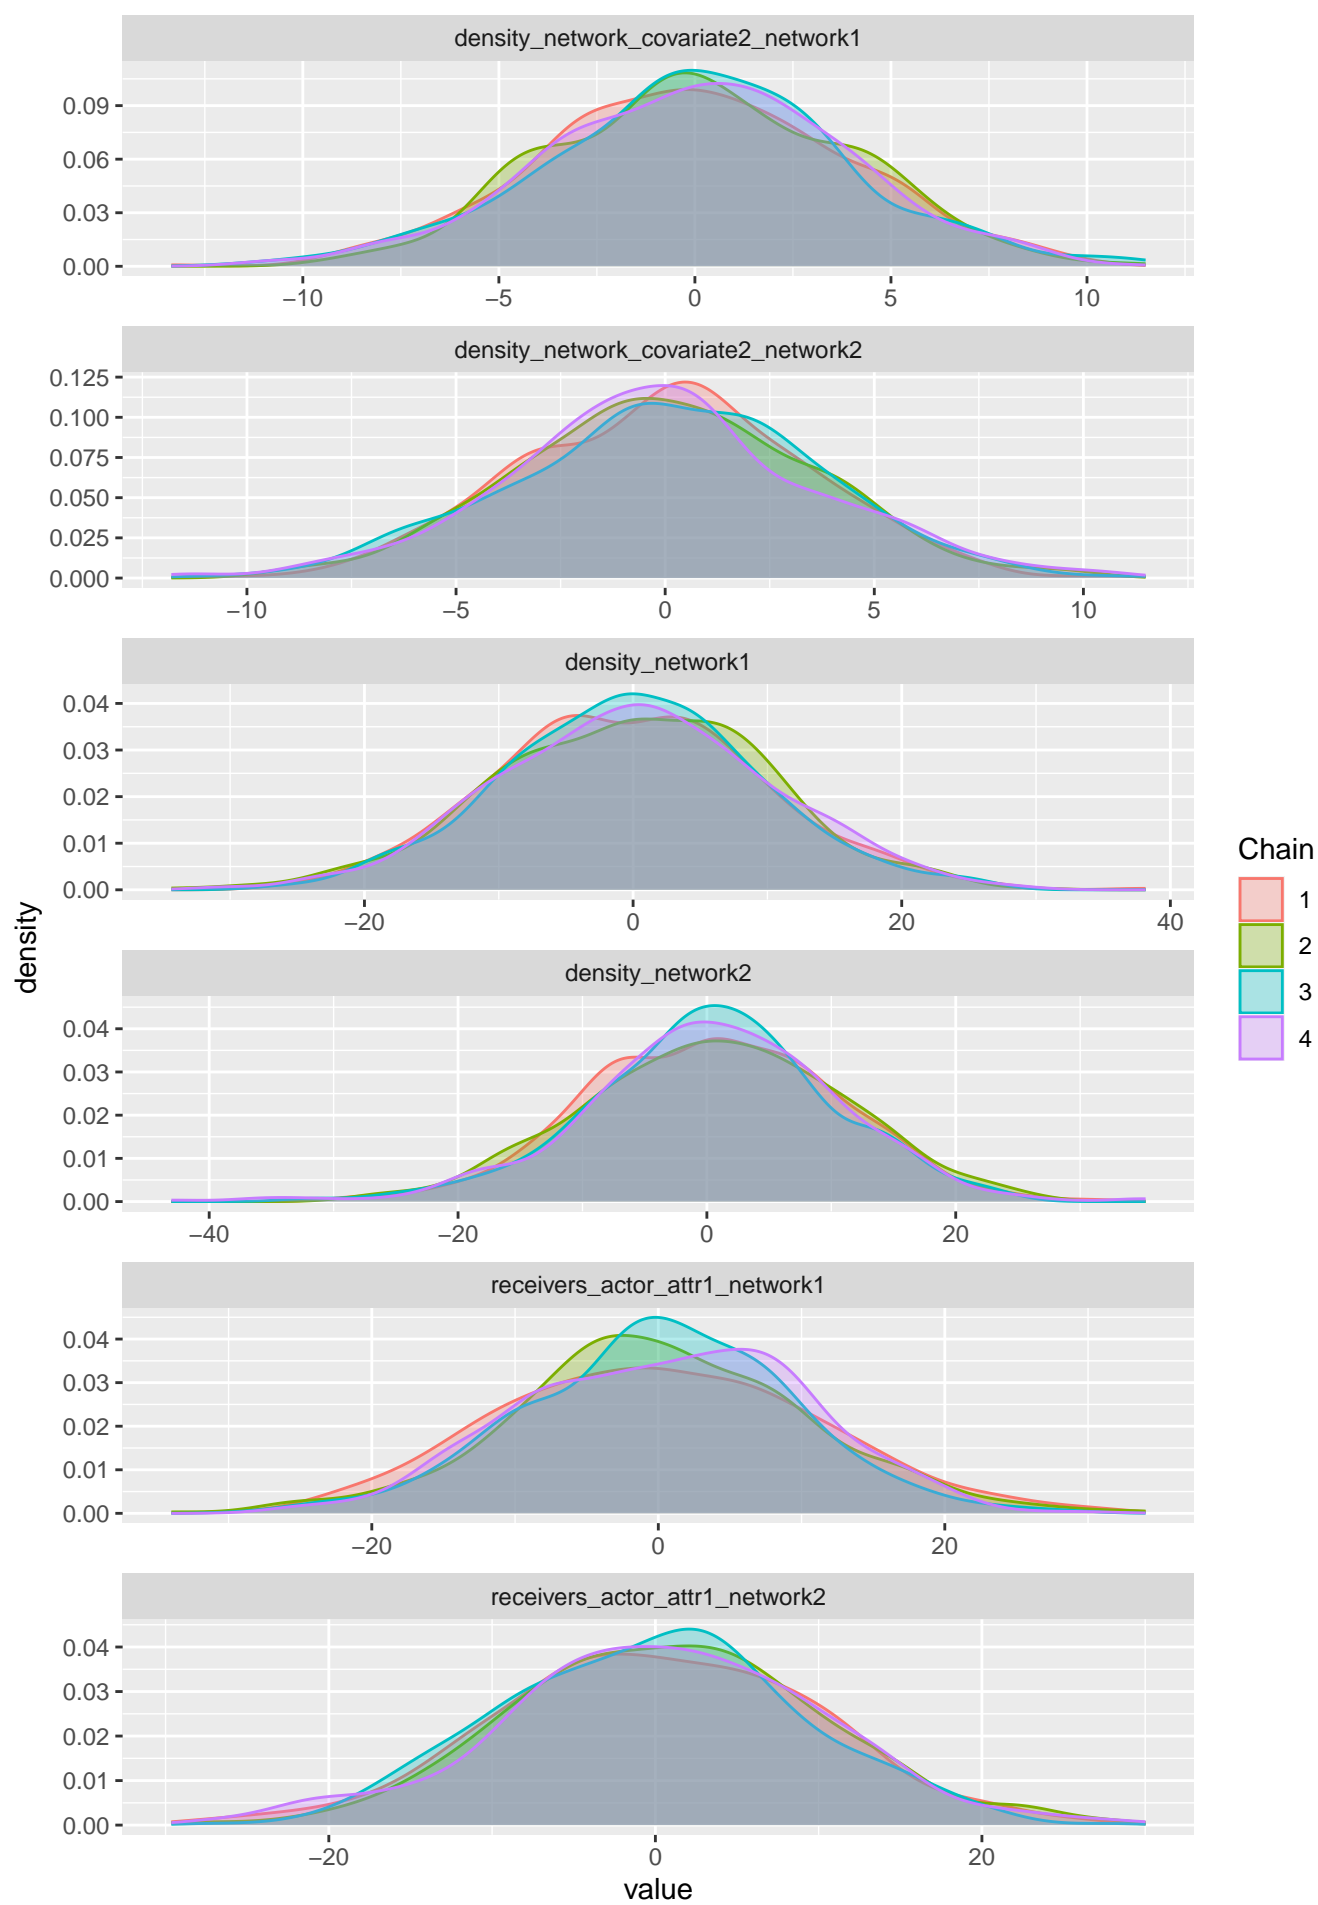 density_network_covariate2_network1
0.09
0.06
0.03
0.00
−10 −5 0 5 10
density_network_covariate2_network2
0.125
0.100
0.075
0.050
0.025
0.000
−10 −5 0 5 10
density_network1
0.04
0.03
0.02
0.01
0.00
−20 0 20 40
density_network2
0.04
0.03
0.02
0.01
0.00
−40 −20 0 20
receivers_actor_attr1_network1
0.04
0.03
0.02
0.01
0.00
−20 0 20
receivers_actor_attr1_network2
0.04
0.03
0.02
0.01
0.00
−20 0 20
value
density
Chain
1
2
3
4